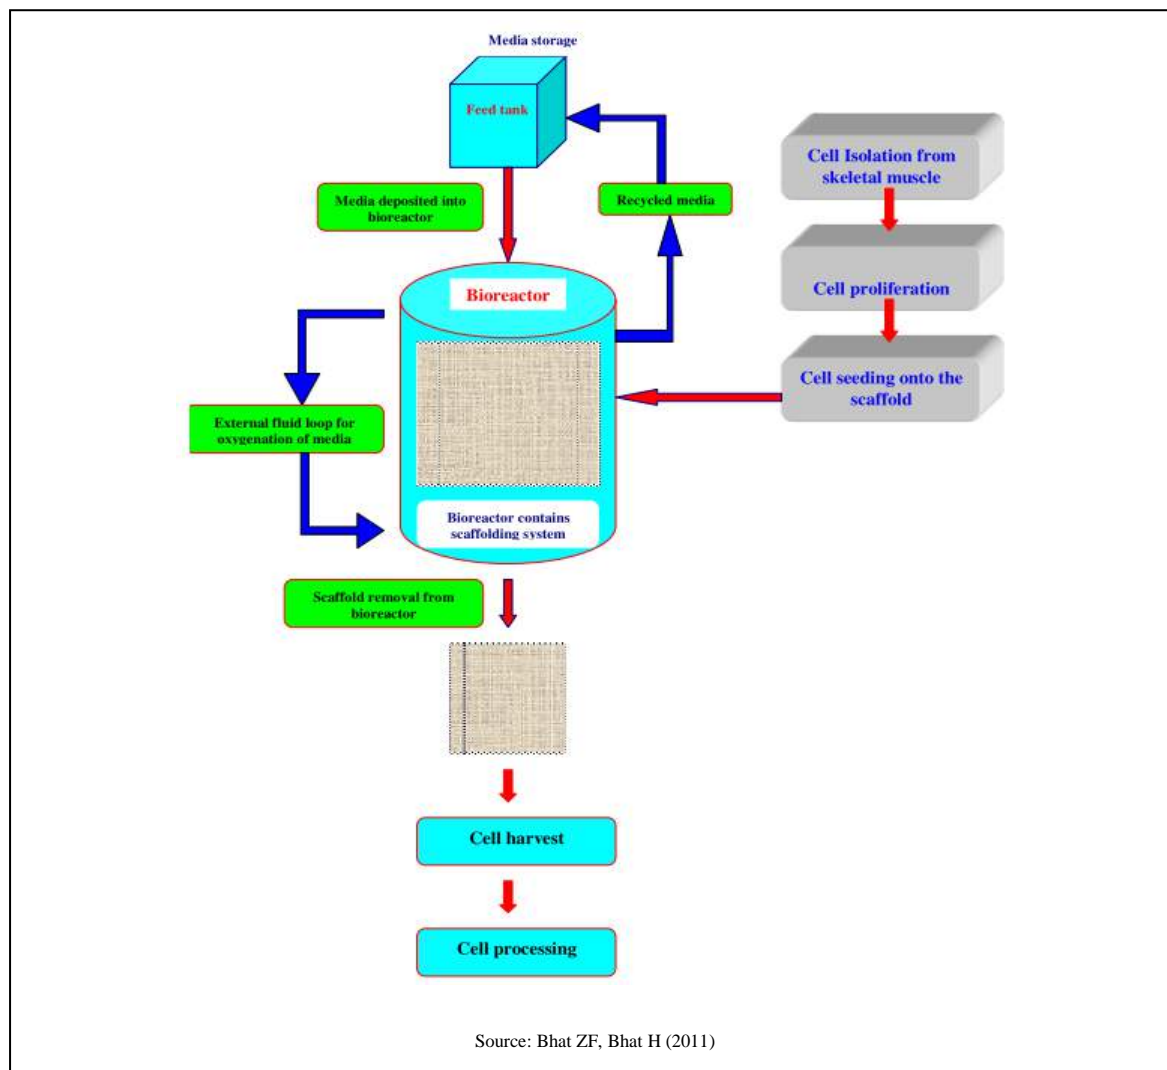 Media storage
Feed tank
Cell Isolation from
skeletal muscle
Media deposited into
bioreactor
Recycled media
Bioreactor
Cell proliferation
Cell seeding onto the
scaffold
External fluid loop for
oxygenation of media
Bioreactor contains
scaffolding system
Scaffold removal from
bioreactor
Cell harvest
Cell processing
Source: Bhat ZF, Bhat H (2011)